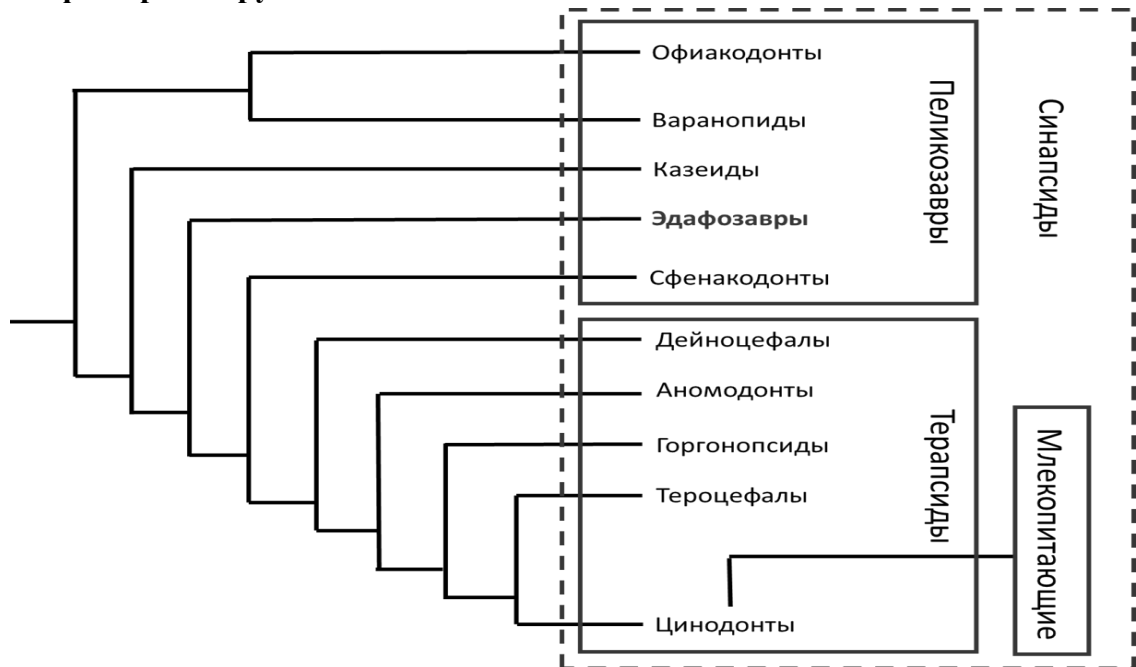 Офиакодонты
Варанопиды
Казеиды
Эдафозавры
Сфенакодонты
Пеликозавры
Синапсиды
Дейноцефалы
Аномодонты
Горгонопсиды
Тероцефалы
Цинодонты
Терапсиды
Млекопитающие